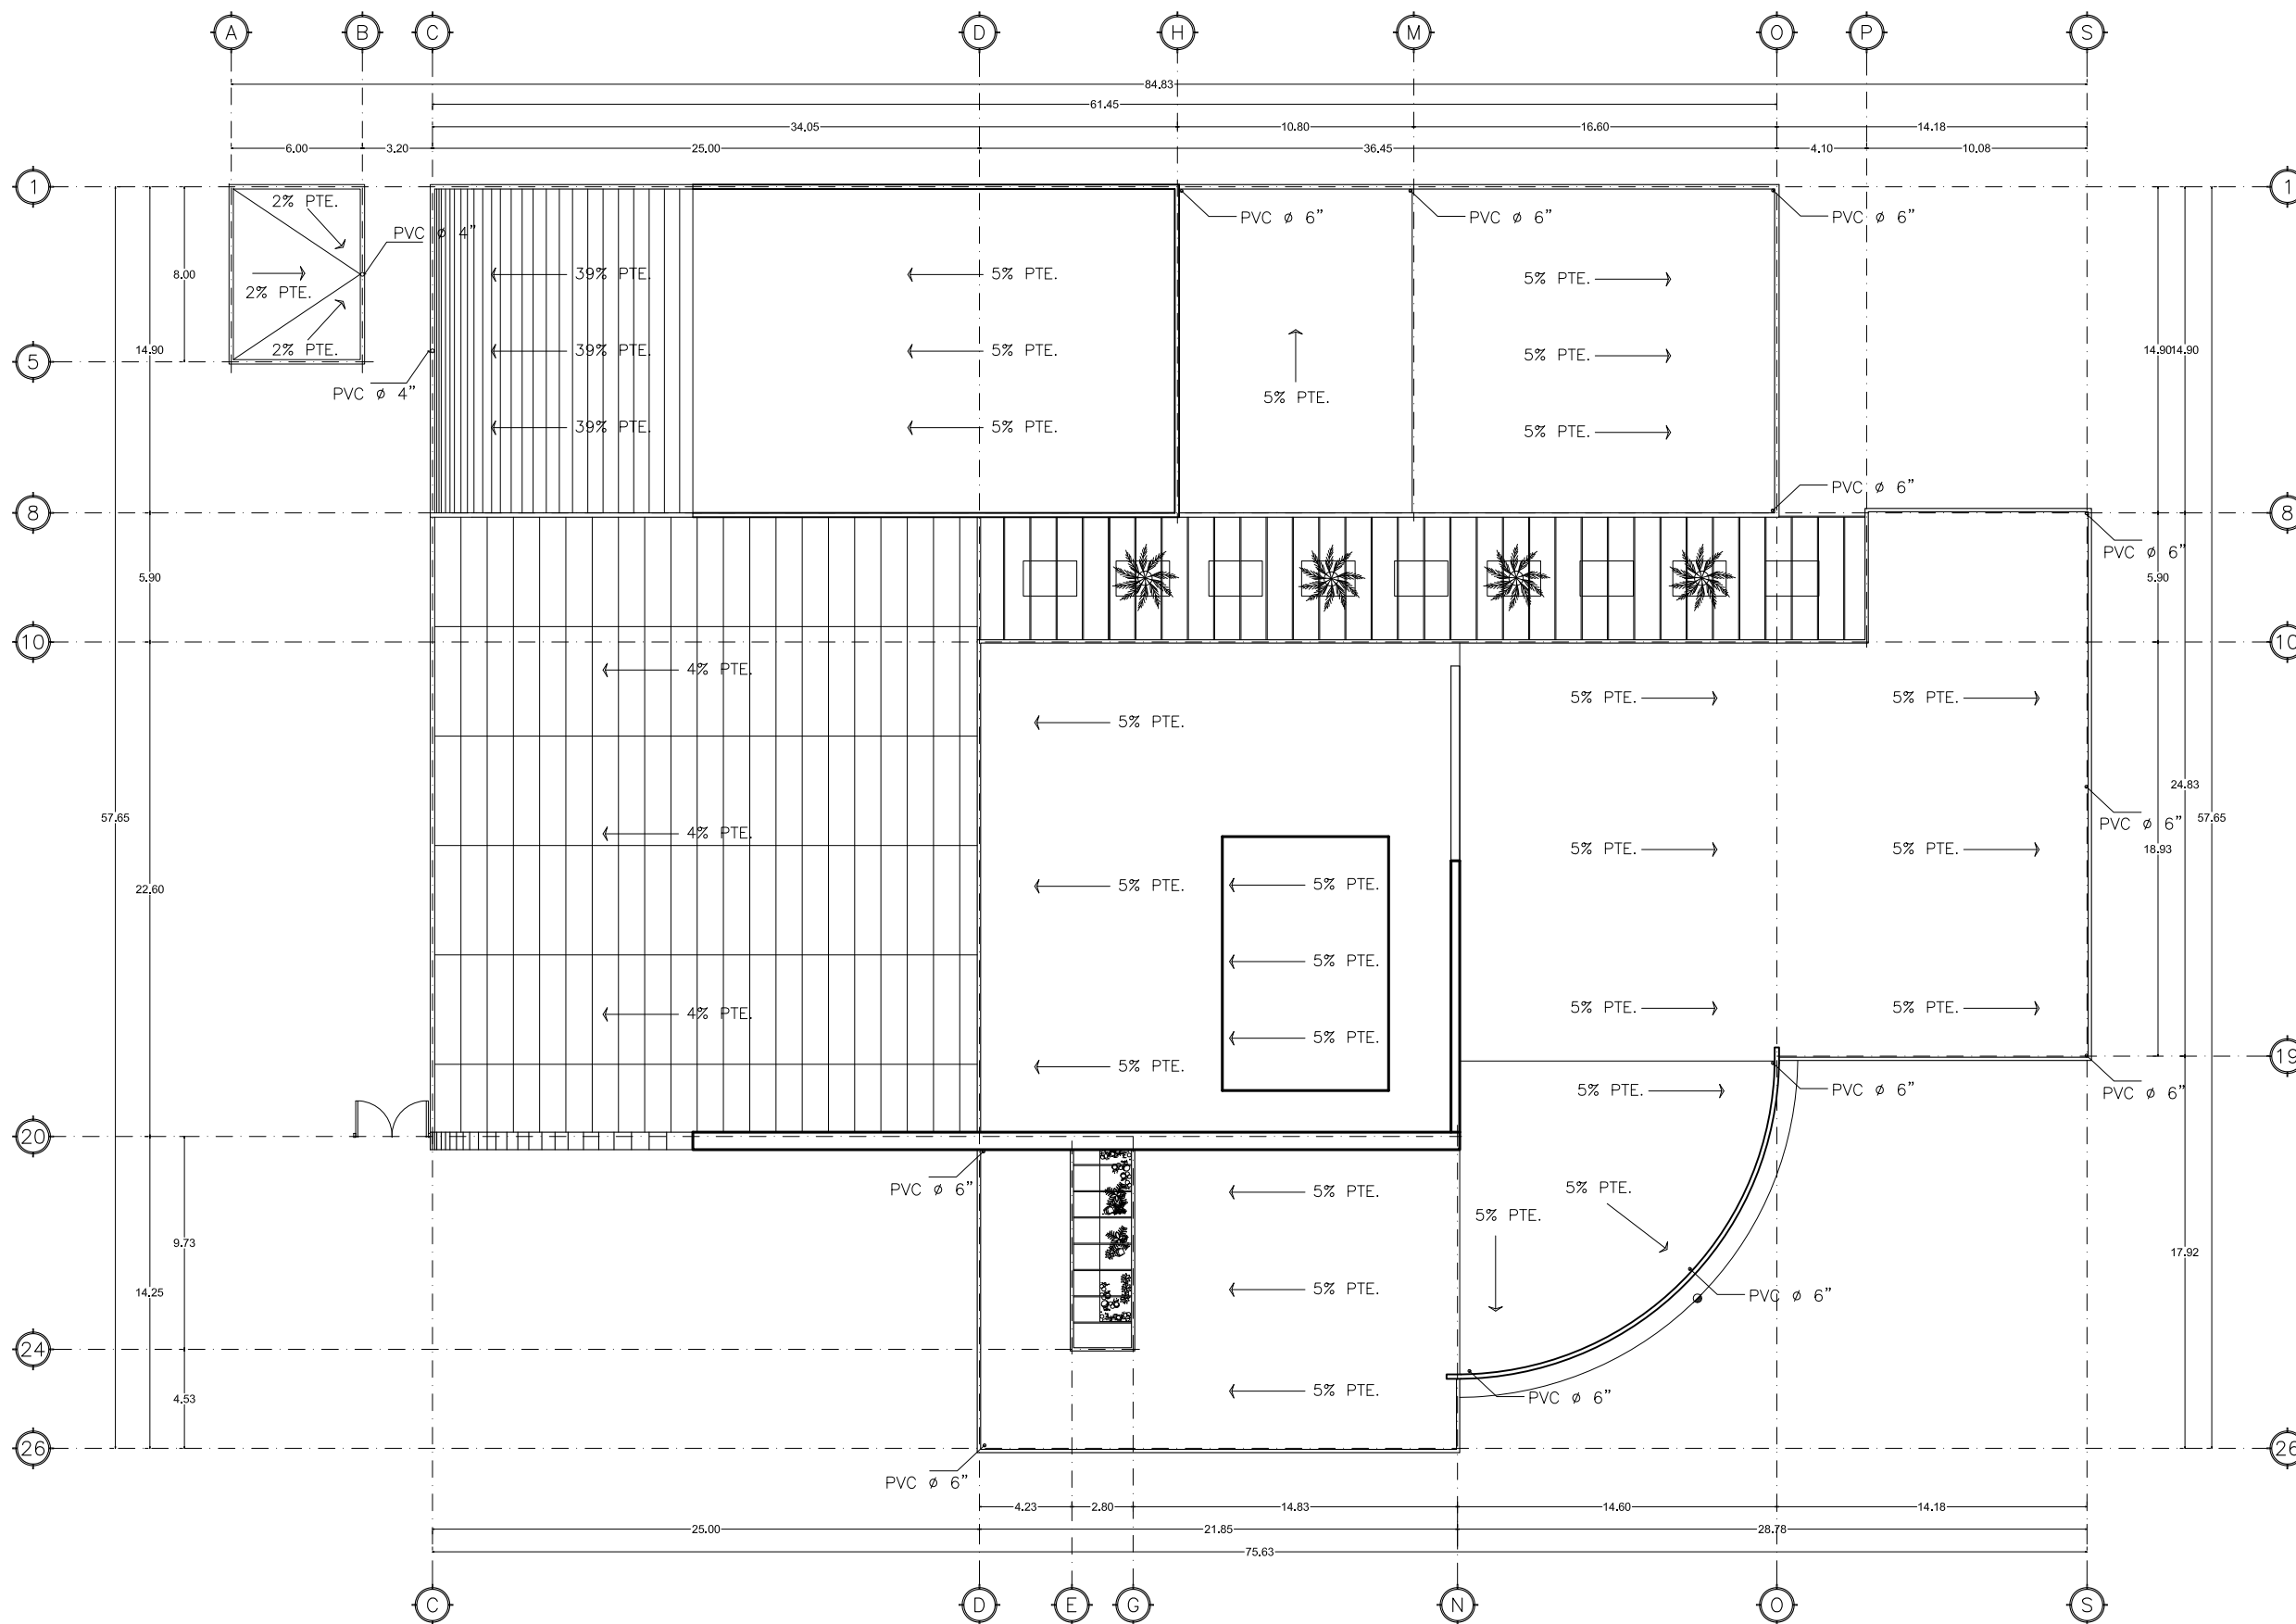 A B C D H M O P S
84.83
61.45
34.05 10.80 16.60 14.18
6.00 3.20 25.00 36.45 4.10 10.08
1 1
2% PTE.
PVC ø 6” PVC ø 6” PVC ø 6”
PVC ø 4”
8.00 39% PTE. 5% PTE. 5% PTE.
2% PTE.
14.90 2% PTE. 39% PTE. 5% PTE. 5% PTE. 14.90 14.90
5
PVC ø 4” 5% PTE.
39% PTE. 5% PTE. 5% PTE.
PVC ø 6”
8 8
PVC ø 6”
5.90 5.90
10 10
4% PTE. 5% PTE. 5% PTE.
5% PTE.
24.83
57.65 57.65
PVC ø 6”
4% PTE. 5% PTE. 5% PTE.
18.93
22.60 5% PTE. 5% PTE.
5% PTE.
4% PTE. 5% PTE. 5% PTE.
5% PTE.
19
5% PTE. 5% PTE. PVC ø 6” PVC ø 6”
20
PVC ø 6” 5% PTE. 5% PTE.
5% PTE.
9.73 17.92
14.25 5% PTE. PVC ø 6”
24
4.53 5% PTE. PVC ø 6”
26 26
PVC ø 6”
4.23 2.80 14.83 14.60 14.18
25.00 21.85 28.78
75.63
C D E G N O S